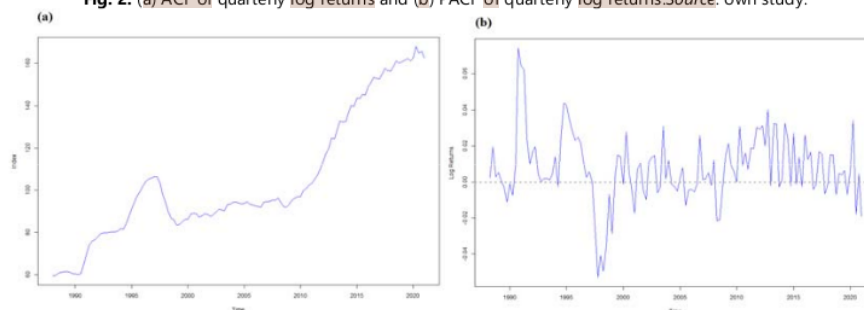 Fig. 2. (a) ACF of quarterly log returns and (b) PACF of quarterly log returns.Source: own study.
(a)
(b)
160
140
120
100
80
60
Index
1990 1995 2000 2005 2010 2015 2020
0.06
0.04
0.02
0.00
-0.02
-0.04
Log Returns
1990 1995 2000 2005 2010 2015 2020